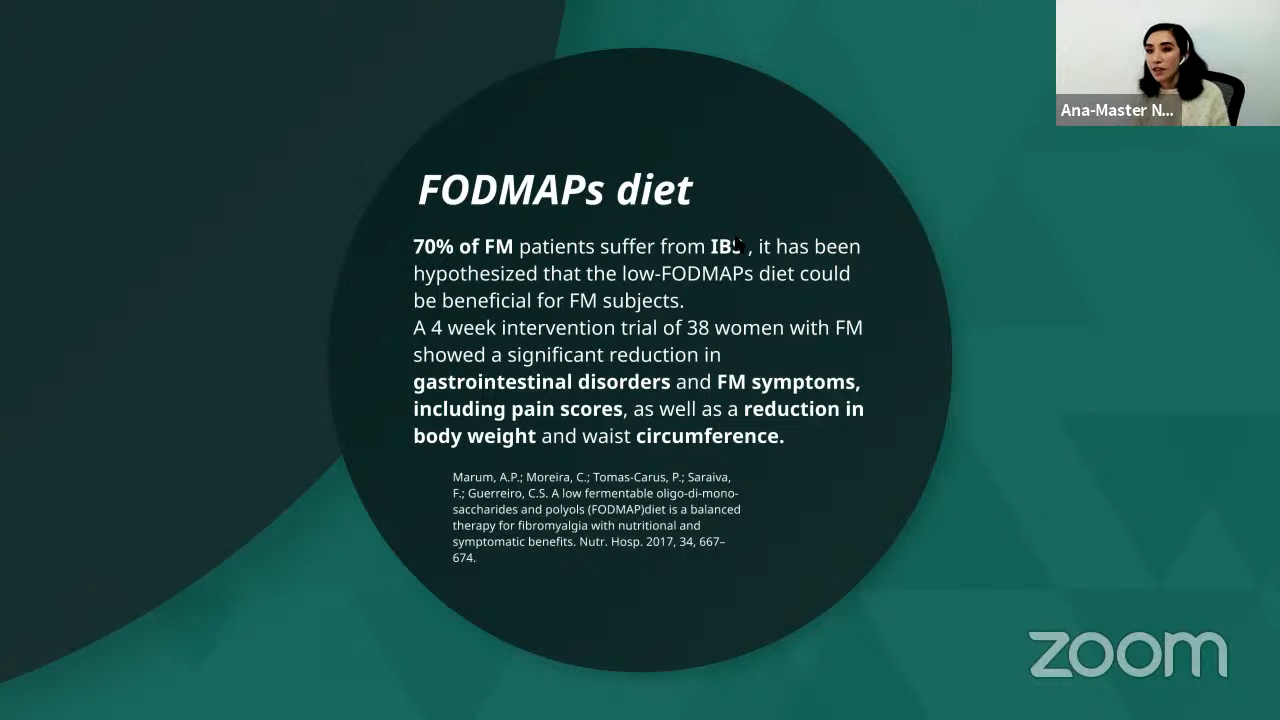 Ana-Master N...
FODMAPs diet
70% of FM patients suffer from IBS , it has been
hypothesized that the low-FODMAPs diet could
be beneficial for FM subjects.
A 4 week intervention trial of 38 women with FM
showed a significant reduction in
gastrointestinal disorders and FM symptoms,
including pain scores, as well as a reduction in
body weight and waist circumference.
Marum, A.P.; Moreira, C.; Tomas-Carus, P.; Saraiva,
F.; Guerreiro, C.S. A low fermentable oligo-di-mono-
saccharides and polyols (FODMAP)diet is a balanced
therapy for fibromyalgia with nutritional and
symptomatic benefits. Nutr. Hosp. 2017, 34, 667–
674.
zoom